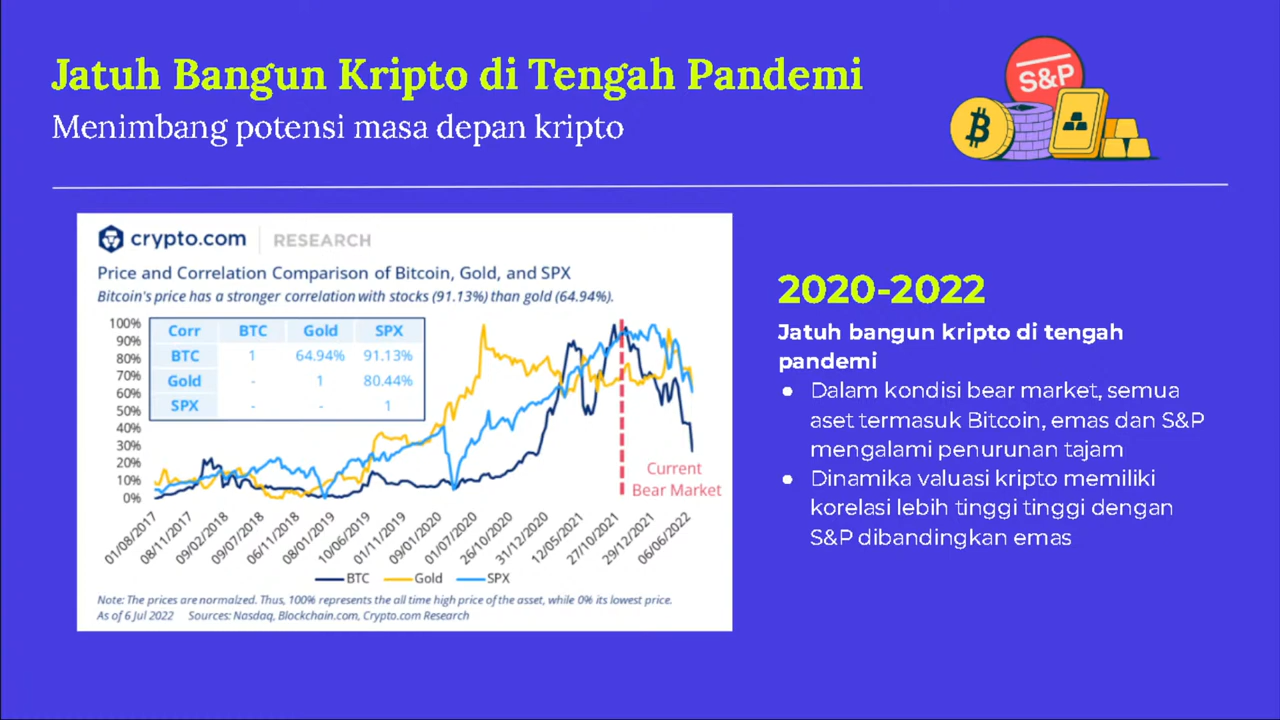 Jatuh Bangun Kripto di Tengah Pandemi
Menimbang potensi masa depan kripto
S&P
crypto.com RESEARCH
Price and Correlation Comparison of Bitcoin, Gold, and SPX
Bitcoin's price has a stronger correlation with stocks (91.13%) than gold (64.94%).
100%
90%
80%
70%
60%
50%
40%
30%
20%
10%
0%
Corr BTC Gold SPX
BTC 1 64.94% 91.13%
Gold - 1 80.44%
SPX - - 1
Current
Bear Market
01/08/2017 08/11/2017 09/02/2018 09/07/2018 06/11/2018 08/01/2019 10/06/2019 01/11/2019 09/01/2020 01/07/2020 26/10/2020 31/12/2020 12/05/2021 27/10/2021 29/12/2021 06/06/2022
BTC Gold SPX
Note: The prices are normalzed. Thus, 100% represents the all time high price of the asset, while 0% its lowest price.
As of 6 Jul 2022 Sources: Nasdaq, Blockchain.com, Crypto.com Research
2020-2022
Jatuh bangun kripto di tengah
pandemi
● Dalam kondisi bear market, semua
aset termasuk Bitcoin, emas dan S&P
mengalami penurunan tajam
● Dinamika valuasi kripto memiliki
korelasi lebih tinggi tinggi dengan
S&P dibandingkan emas